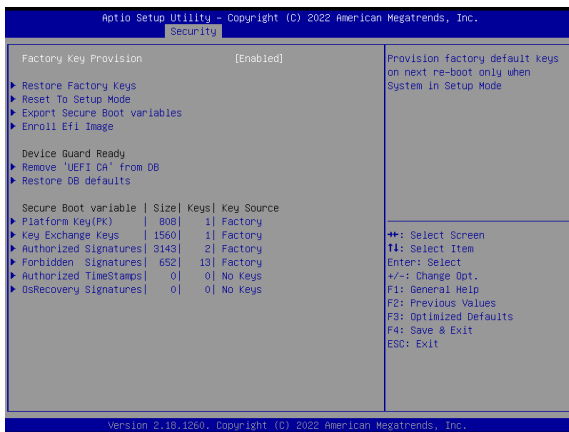 Aptio Setup Utility – Copyright (C) 2022 American Megatrends, Inc.
Security
Factory Key Provision [Enabled]
Restore Factory Keys
Reset To Setup Mode
Export Secure Boot variables
Enroll Efi Image
Device Guard Ready
Remove 'UEFI CA' from DB
Restore DB defaults
Secure Boot variable | Size| Keys| Key Source
Platform Key(PK) | 808| 1| Factory
Key Exchange Keys | 1560| 1| Factory
Authorized Signatures| 3143| 2| Factory
Forbidden Signatures| 652| 13| Factory
Authorized TimeStamps| 0| 0| No Keys
OsRecovery Signatures| 0| 0| No Keys
Provision factory default keys
on next re-boot only when
System in Setup Mode
→←: Select Screen
↑↓: Select Item
Enter: Select
+/-: Change Opt.
F1: General Help
F2: Previous Values
F3: Optimized Defaults
F4: Save & Exit
ESC: Exit
Version 2.18.1260. Copyright (C) 2022 American Megatrends, Inc.